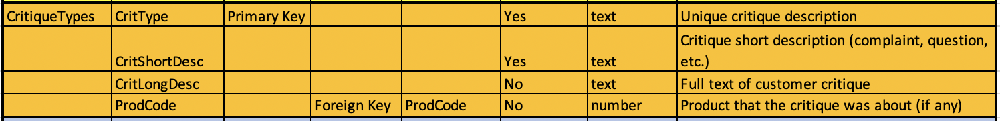 CritiqueTypes CritType Primary Key Yes text Unique critique description
Critique short description (complaint, question,
CritShortDesc Yes text etc.)
CritLongDesc No text Full text of customer critique
ProdCode Foreign Key ProdCode No number Product that the critique was about (if any)